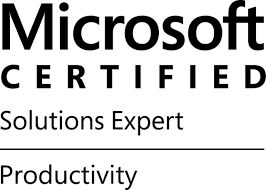 Microsoft
CERTIFIED
Solutions Expert
Productivity